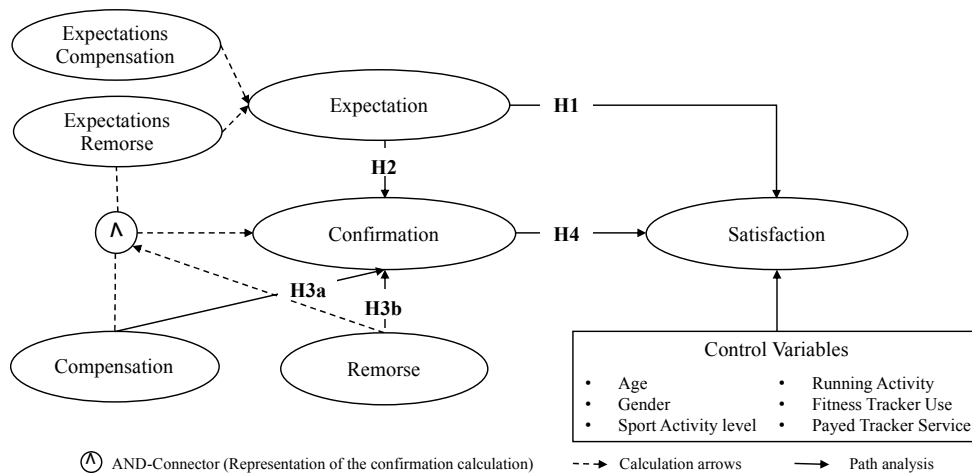 Expectations
Compensation
Expectations
Remorse
Expectation
H1
H2
Λ
Confirmation
H4
Satisfaction
H3a
H3b
Compensation
Remorse
Control Variables
• Age
• Gender
• Sport Activity level
• Running Activity
• Fitness Tracker Use
• Payed Tracker Service
Λ AND-Connector (Representation of the confirmation calculation)
Calculation arrows
Path analysis